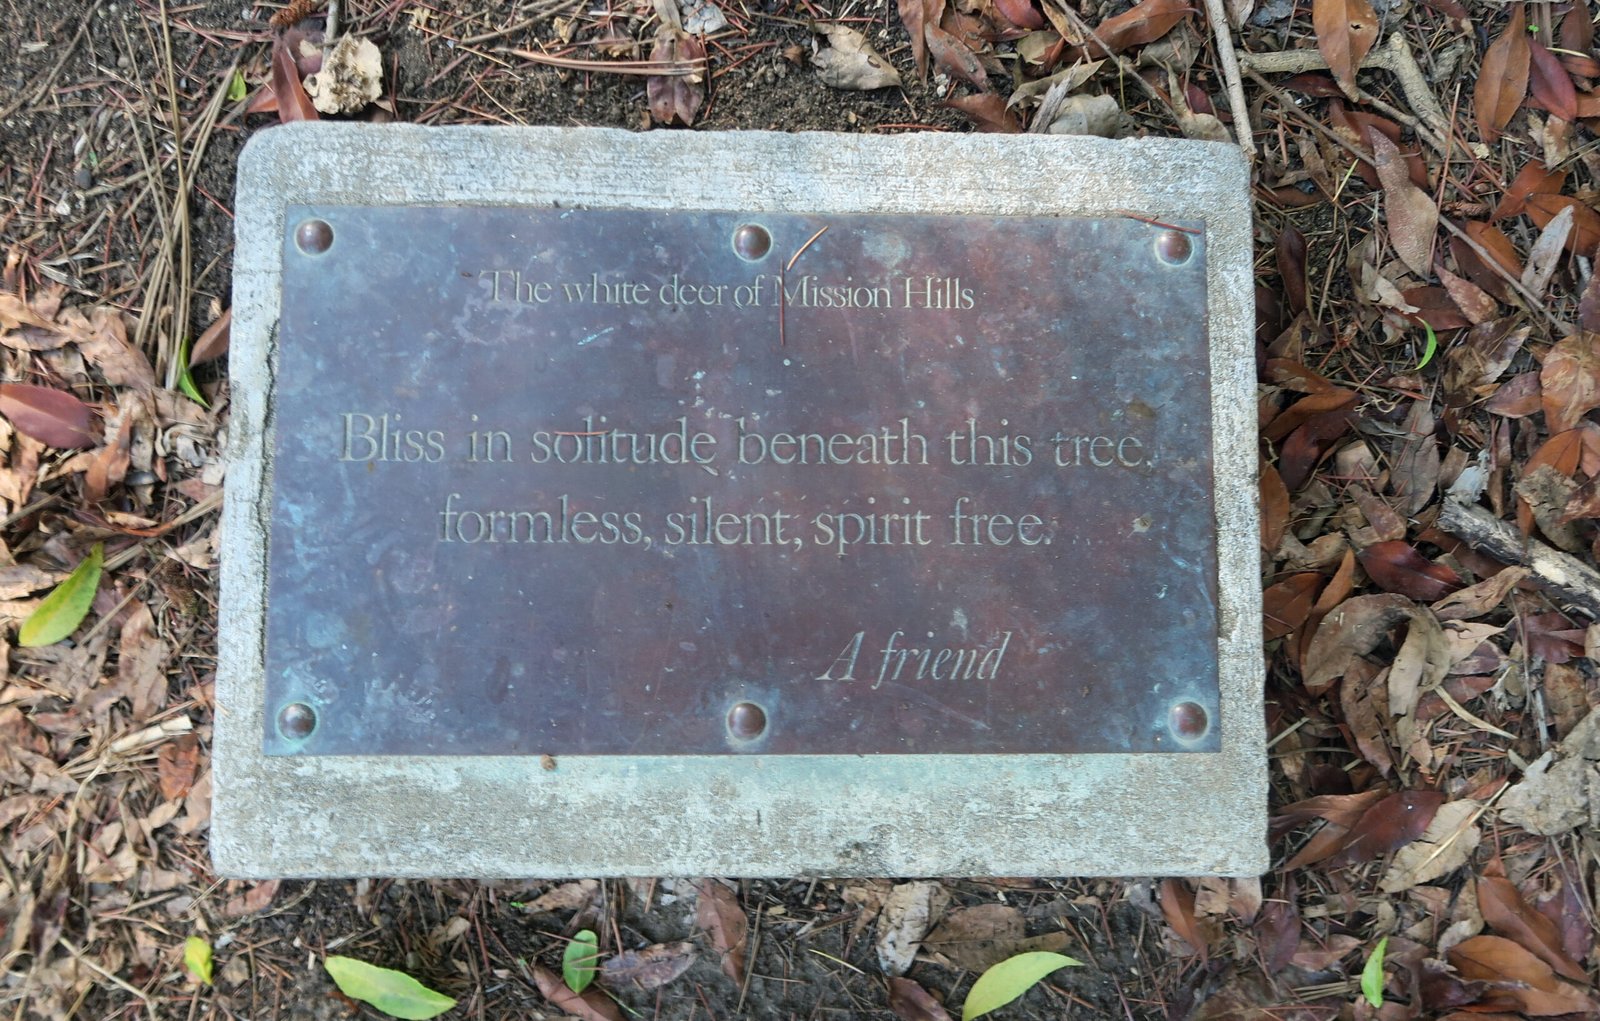 The white deer of Mission Hills
Bliss in solitude beneath this tree,
formless, silent, spirit free.
A friend